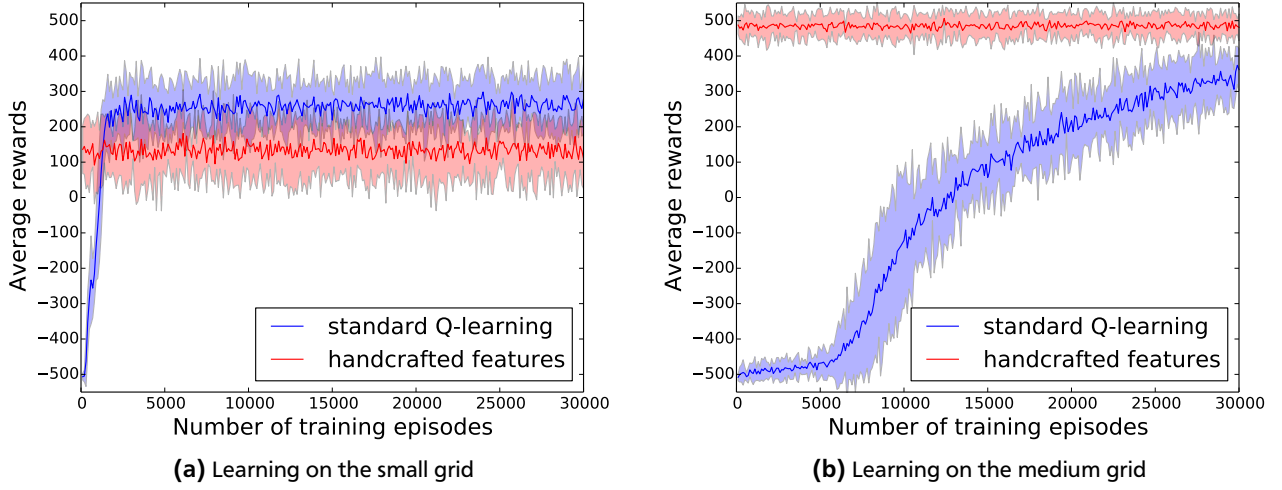 500
400
300
200
100
0
−100
−200
−300
−400
−500
Average rewards
standard Q-learning
handcrafted features
0 5000 10000 15000 20000 25000 30000
Number of training episodes
(a) Learning on the small grid
500
400
300
200
100
0
−100
−200
−300
−400
−500
Average rewards
standard Q-learning
handcrafted features
0 5000 10000 15000 20000 25000 30000
Number of training episodes
(b) Learning on the medium grid